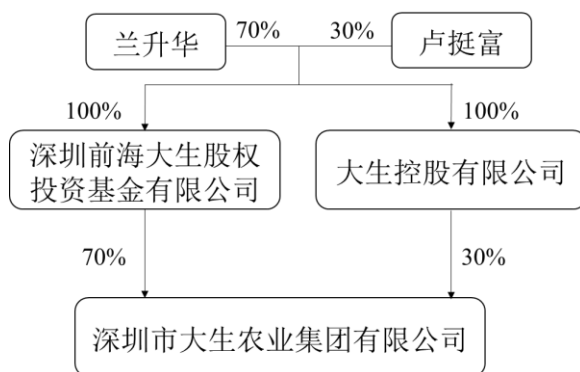 兰升华
70%
30%
卢挺富
100%
100%
深圳前海大生股权
投资基金有限公司
大生控股有限公司
70%
30%
深圳市大生农业集团有限公司